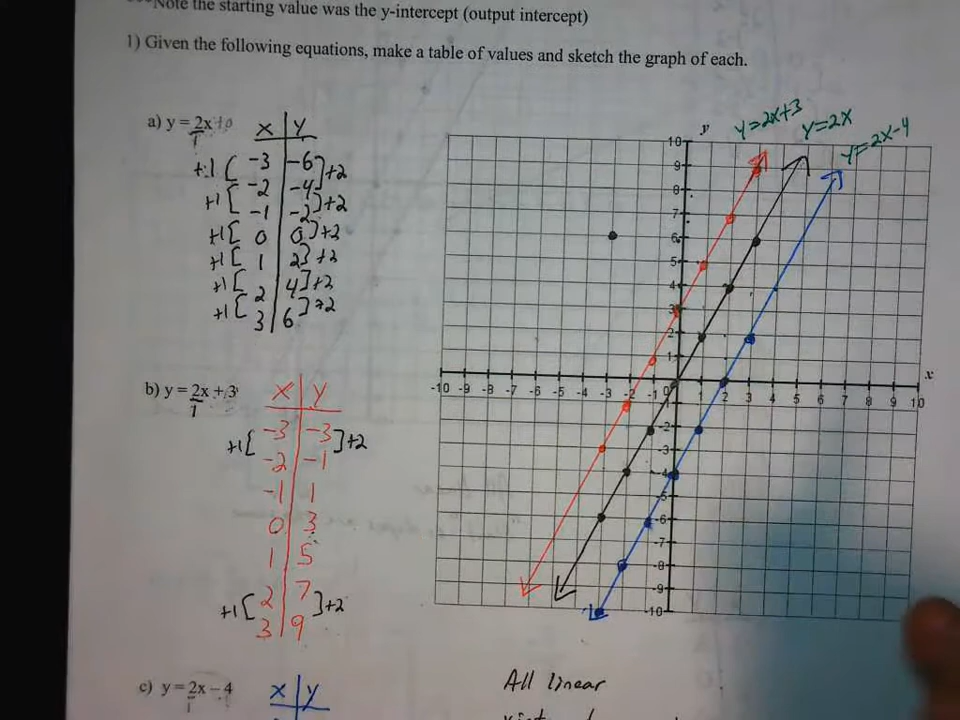 Note the starting value was the y-intercept (output intercept)
1) Given the following equations, make a table of values and sketch the graph of each.
a) y = 2x+0
1
x y
+1 [ -3 -6 ] +2
+1 [ -2 -4 ] +2
-1 -2
+1 [ 0 0 ] +2
+1 [ 1 2 ] +2
+1 [ 2 4 ] +2
+1 [ 3 6 ] +2
b) y = 2x + 3
1
x y
+1 [ -3 -3 ] +2
-2 -1
-1 1
0 3
1 5
+1 [ 2 7 ] +2
3 9
c) y = 2x - 4
1
x y
y=2x+3
y=2x
y=2x-4
y
10
9
8
7
6
5
4
3
2
1
-10 -9 -8 -7 -6 -5 -4 -3 -2 -1 0 1 2 3 4 5 6 7 8 9 10
x
-1
-2
-3
-4
-5
-6
-7
-8
-9
-10
All linear